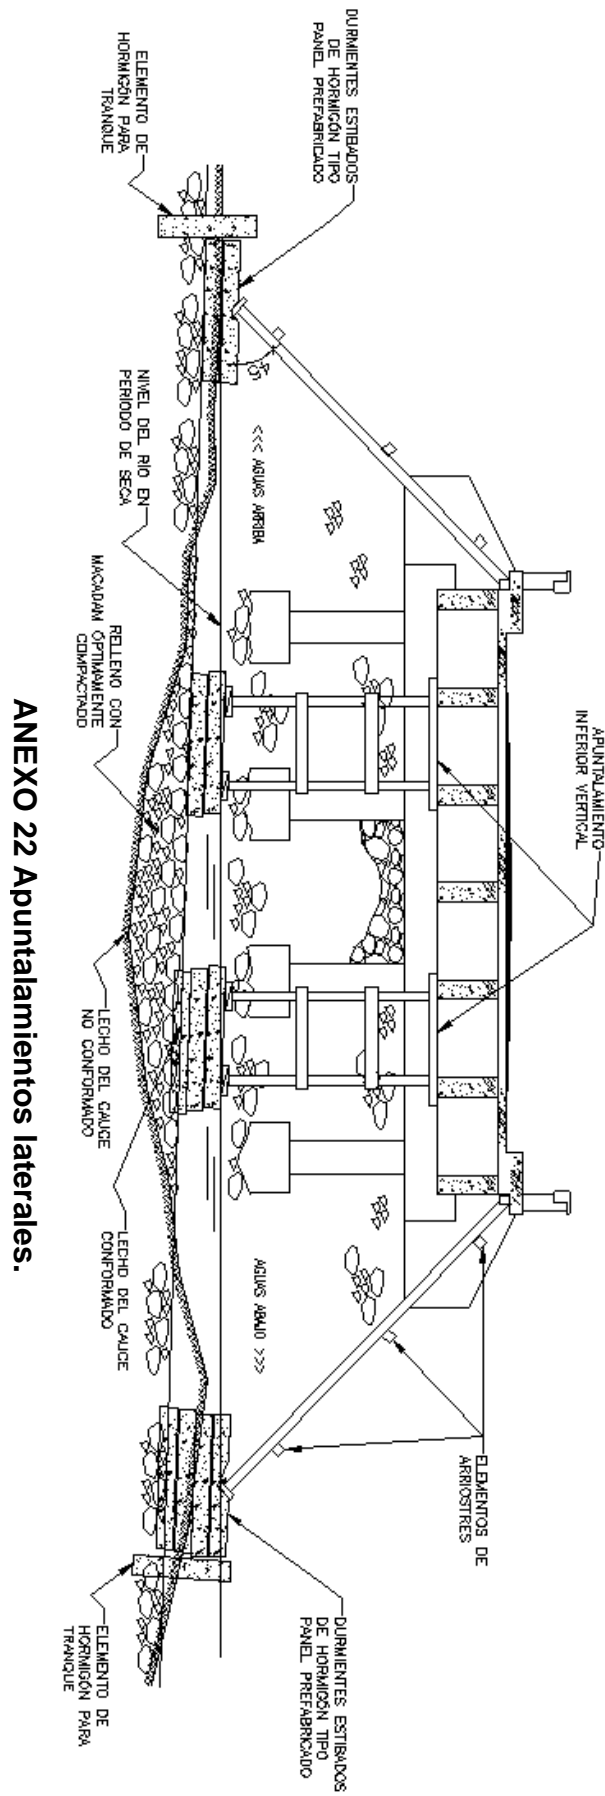 DURMIENTES ESTIBADOS
DE HORMIGÓN TIPO
PANEL PREFABRICADO
ELEMENTO DE
HORMIGÓN PARA
TRANQUE
45
<<< AGUAS ARRIBA
NIVEL DEL RÍO EN
PERÍODO DE SECA
RELLENO CON
MACADAM ÓPTIMAMENTE
COMPACTADO
APUNTALAMIENTO
INFERIOR VERTICAL
LECHO DEL CAUCE
NO CONFORMADO
LECHO DEL CAUCE
CONFORMADO
AGUAS ABAJO >>>
ELEMENTOS DE
ARRIOSTRES
DURMIENTES ESTIBADOS
DE HORMIGÓN TIPO
PANEL PREFABRICADO
ELEMENTO DE
HORMIGÓN PARA
TRANQUE
ANEXO 22 Apuntalamientos laterales.